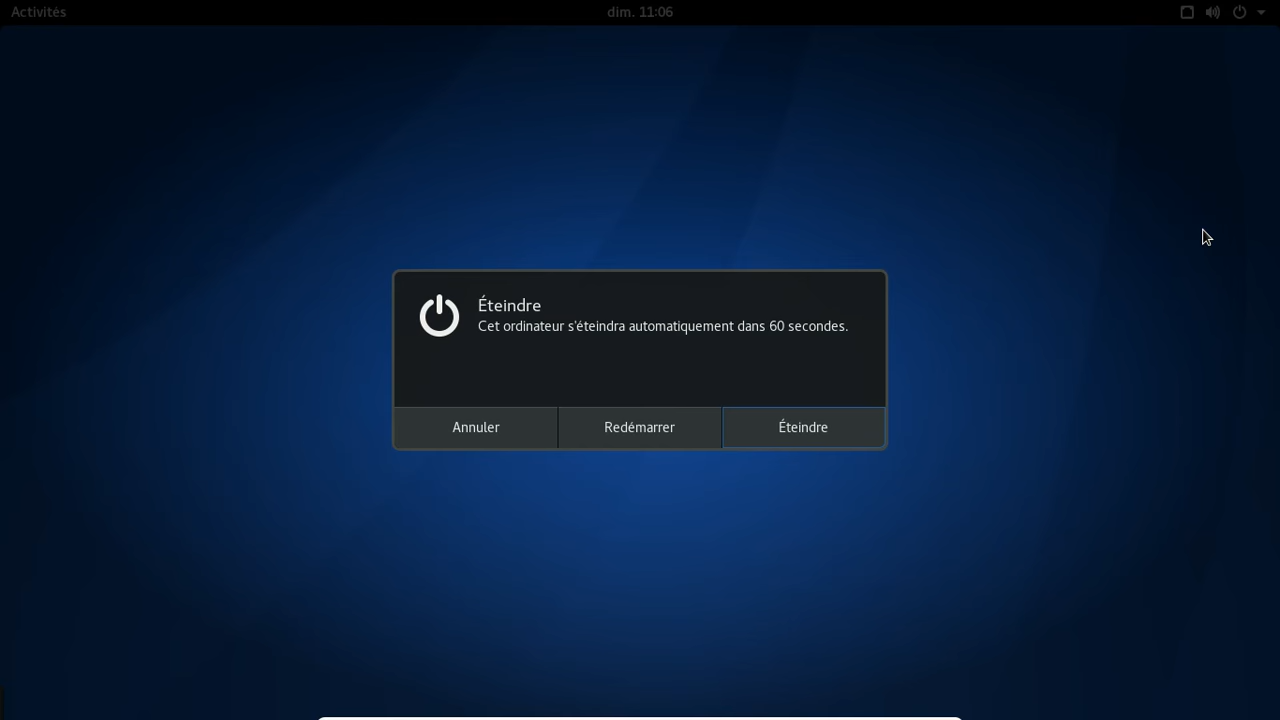 Activités
dim. 11:06
Éteindre
Cet ordinateur s'éteindra automatiquement dans 60 secondes.
Annuler
Redémarrer
Éteindre